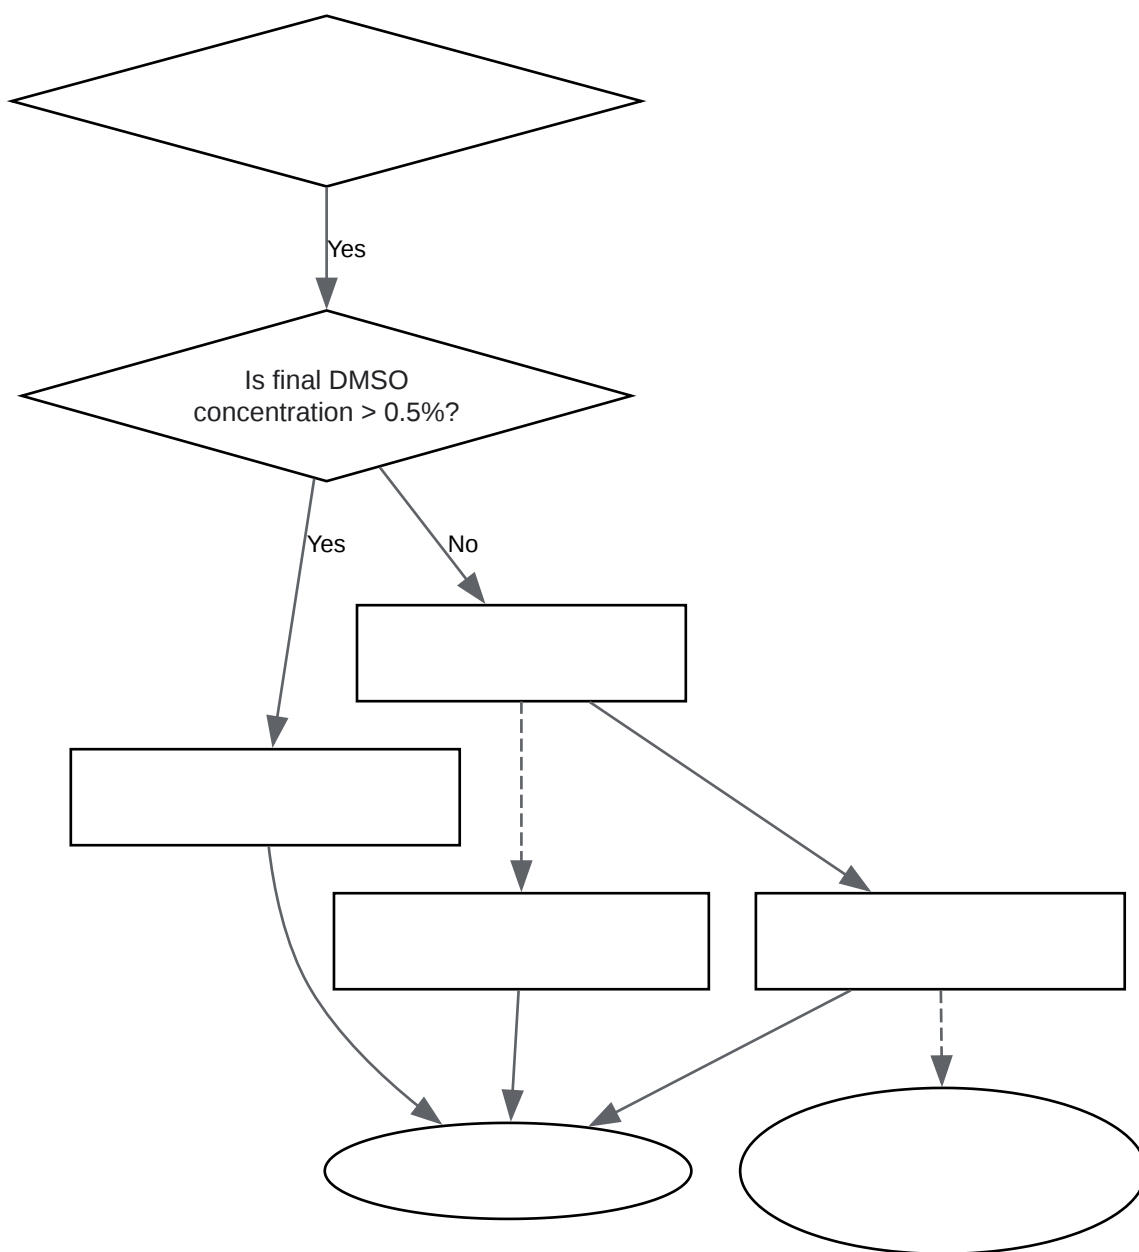 Yes
Is final DMSO
concentration > 0.5%?
Yes
No